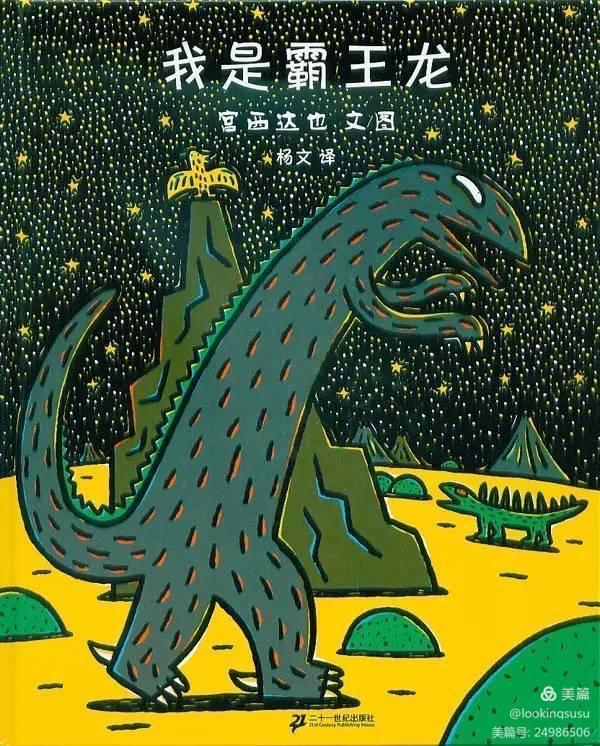 我是霸王龙
宫西达也 文/图
杨文 译
21 二十一世纪出版社
21st Century Publishing House
美篇
@lookingsusu
美篇号: 24986506